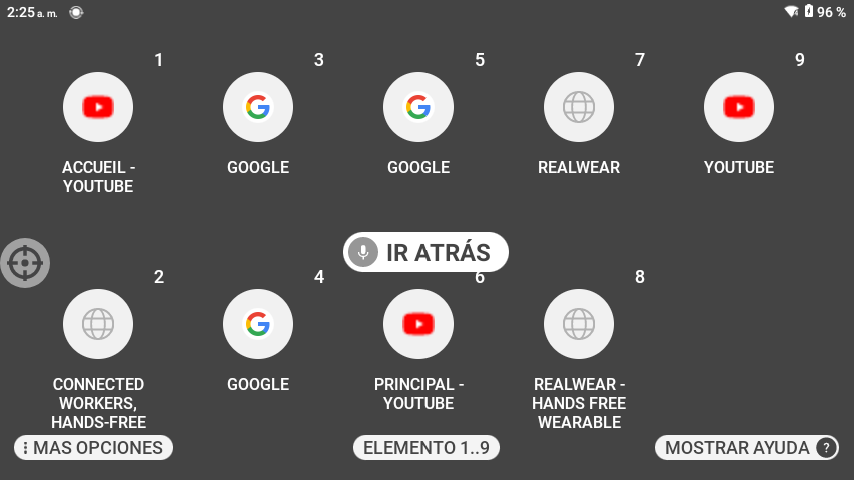 2:25 a. m.
96 %
1
3
5
7
9
ACCUEIL -
YOUTUBE
GOOGLE
GOOGLE
REALWEAR
YOUTUBE
IR ATRÁS
2
4
6
8
CONNECTED
WORKERS,
HANDS-FREE
GOOGLE
PRINCIPAL -
YOUTUBE
REALWEAR -
HANDS FREE
WEARABLE
MAS OPCIONES
ELEMENTO 1..9
MOSTRAR AYUDA ?